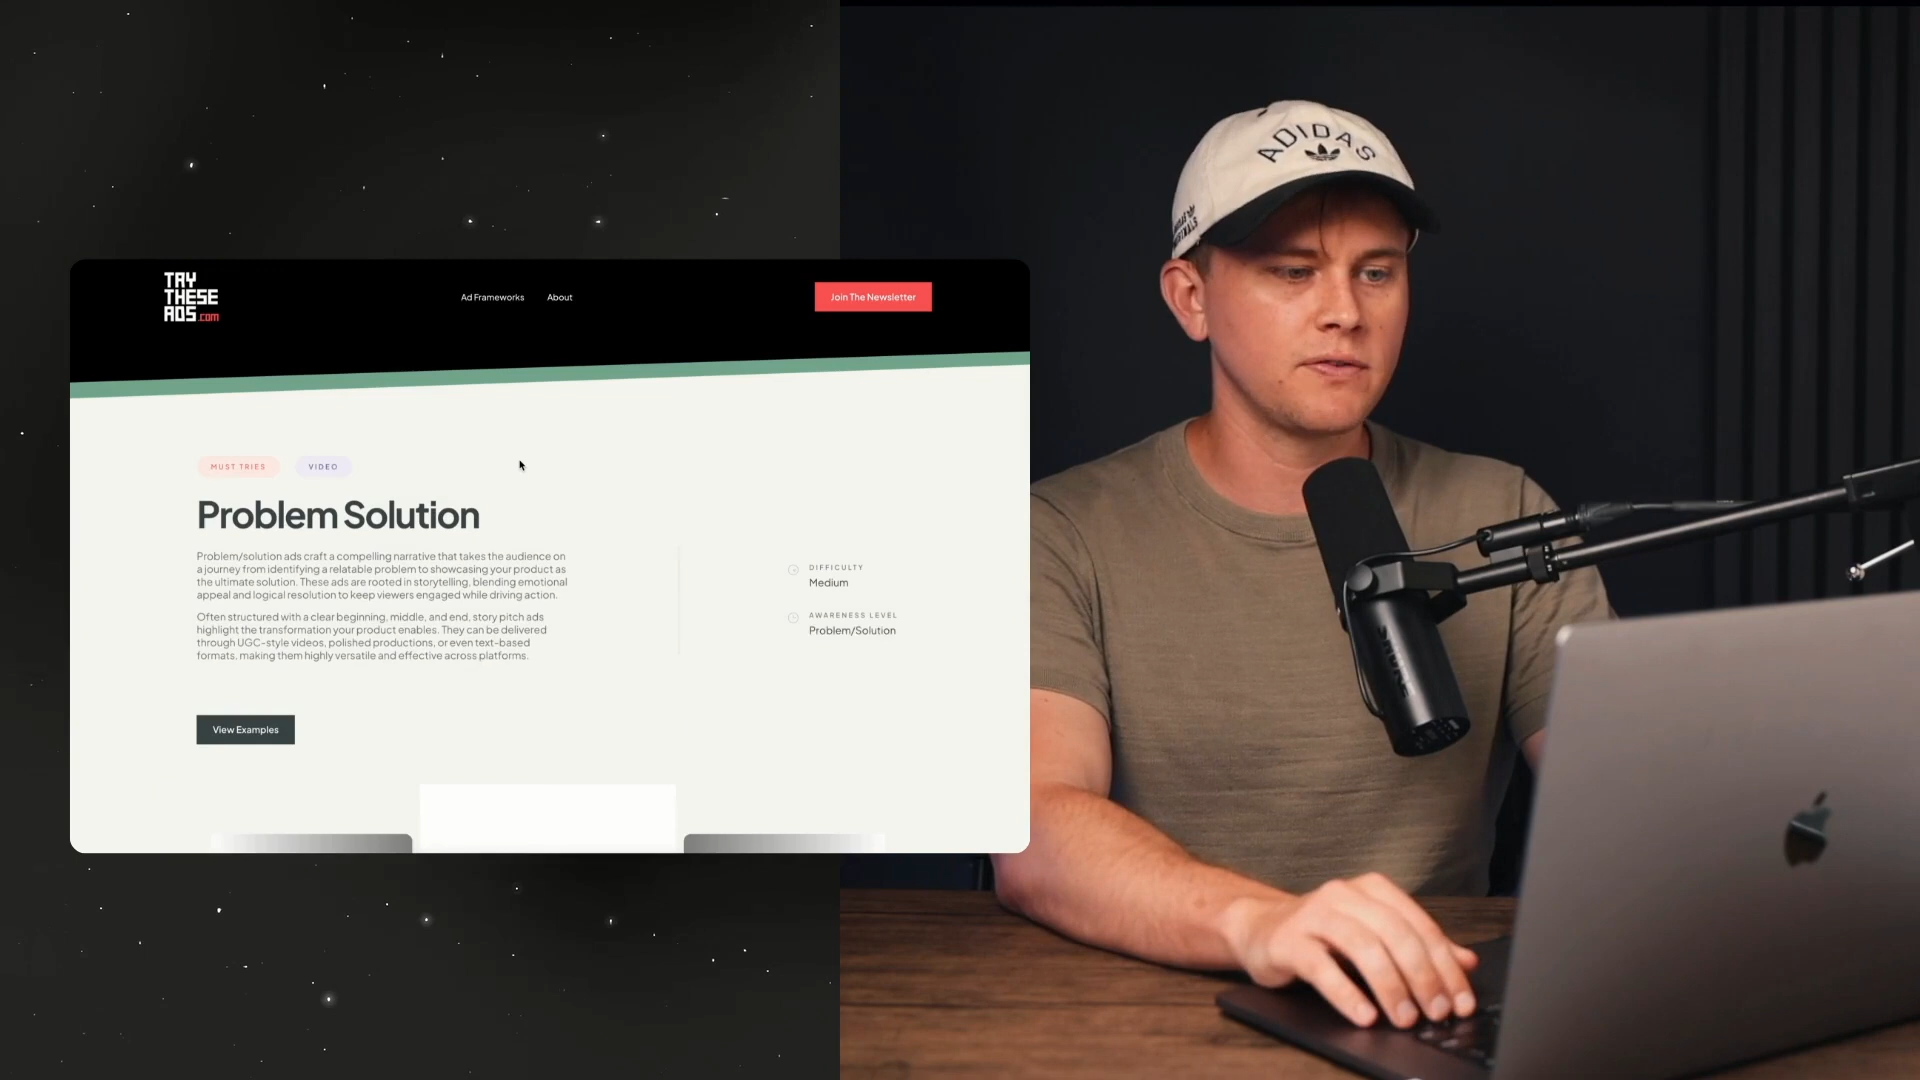 TRY
THESE
ADS.com
Ad Frameworks
About
Join The Newsletter
MUST TRIES
VIDEO
Problem Solution
Problem/solution ads craft a compelling narrative that takes the audience on
a journey from identifying a relatable problem to showcasing your product as
the ultimate solution. These ads are rooted in storytelling, blending emotional
appeal and logical resolution to keep viewers engaged while driving action.
Often structured with a clear beginning, middle, and end, story pitch ads
highlight the transformation your product enables. They can be delivered
through UGC-style videos, polished productions, or even text-based
formats, making them highly versatile and effective across platforms.
DIFFICULTY
Medium
AWARENESS LEVEL
Problem/Solution
View Examples
ADIDAS
SHURE